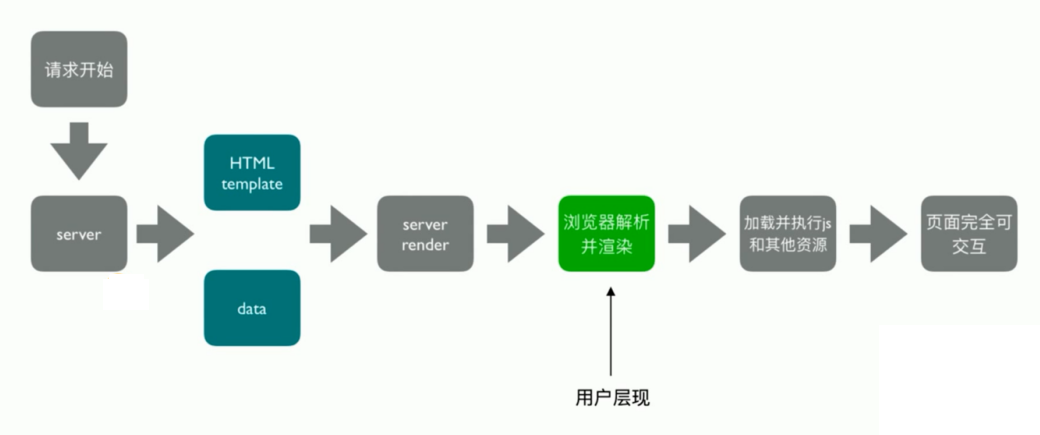 请求开始
server
HTML
template
data
server
render
浏览器解析
并渲染
加载并执行js
和其他资源
页面完全可
交互
用户层现